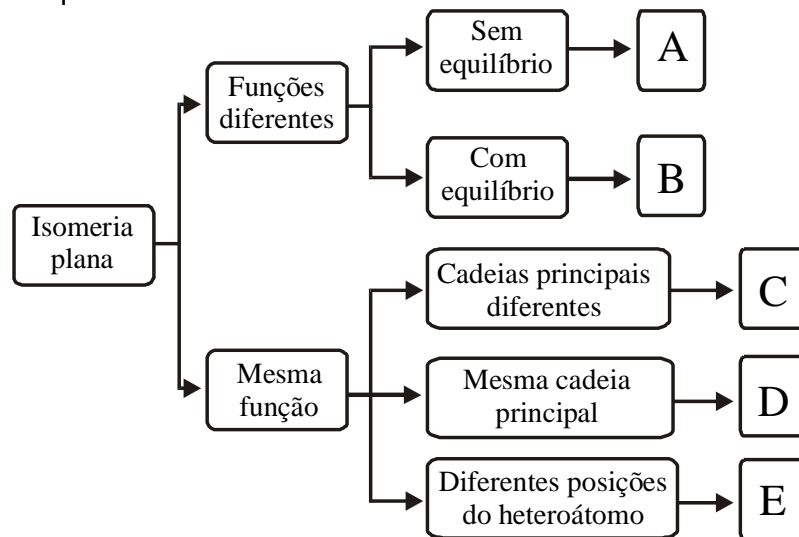 Sem
equilíbrio
A
Funções
diferentes
Com
equilíbrio
B
Isomeria
plana
Cadeias principais
diferentes
C
Mesma
função
Mesma cadeia
principal
D
Diferentes posições
do heteroátomo
E